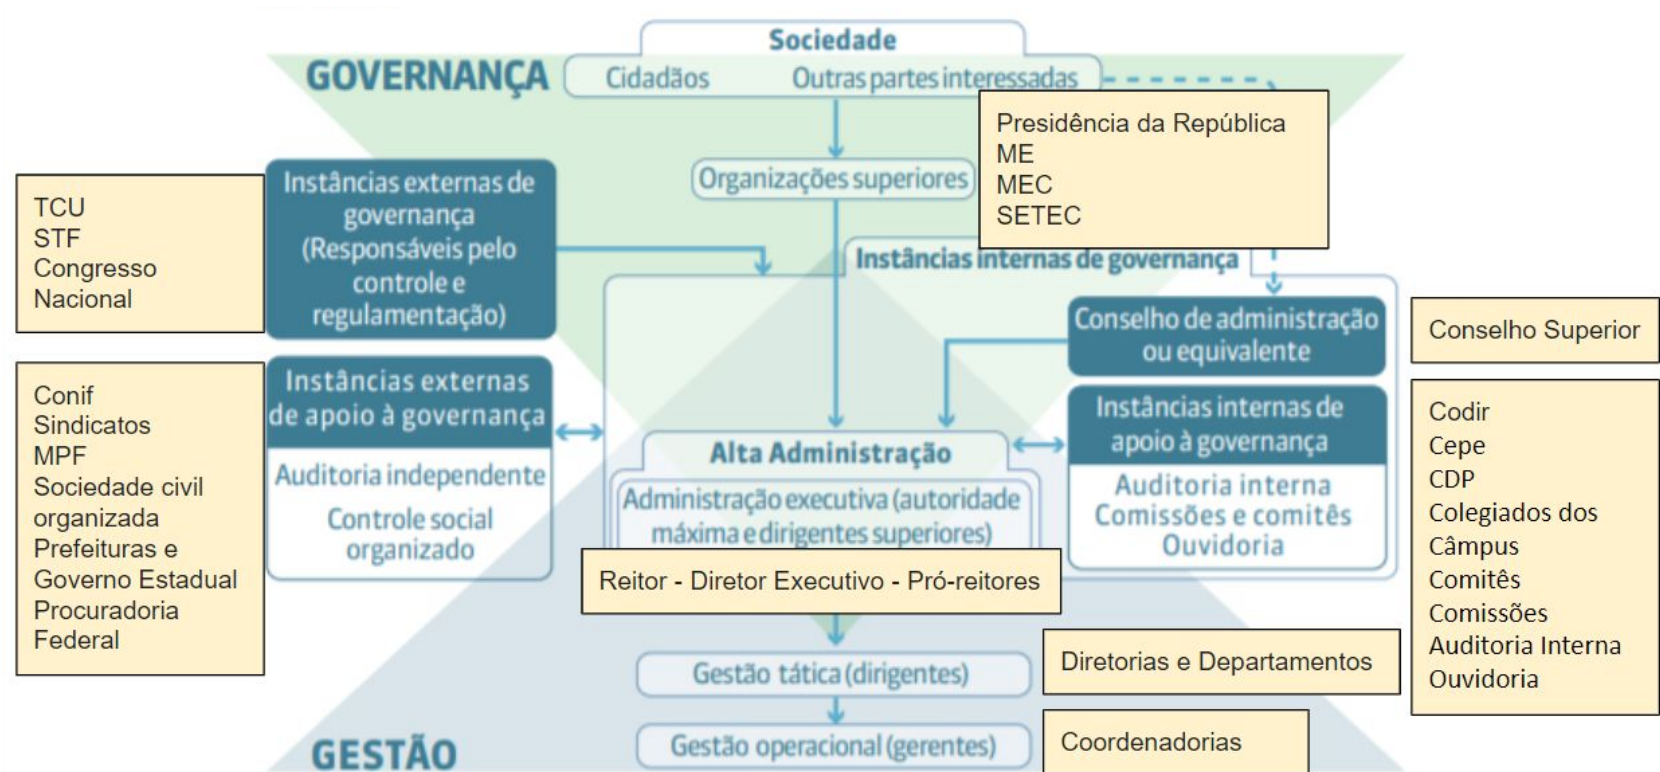 Sociedade
GOVERNANÇA
Cidadãos
Outras partes interessadas
Presidência da República
ME
MEC
SETEC
Organizações superiores
TCU
STF
Congresso
Nacional
Instâncias externas de
governança
(Responsáveis pelo
controle e
regulamentação)
Instâncias internas de governança
Conselho de administração
ou equivalente
Conselho Superior
Conif
Sindicatos
MPF
Sociedade civil
organizada
Prefeituras e
Governo Estadual
Procuradoria
Federal
Instâncias externas
de apoio à governança
Auditoria independente
Controle social
organizado
Alta Administração
Administração executiva (autoridade
máxima e dirigentes superiores)
Reitor - Diretor Executivo - Pró-reitores
Instâncias internas de
apoio à governança
Auditoria interna
Comissões e comitês
Ouvidoria
Codir
Cepe
CDP
Colegiados dos
Câmpus
Comitês
Comissões
Auditoria Interna
Ouvidoria
Gestão tática (dirigentes)
Diretorias e Departamentos
Gestão operacional (gerentes)
Coordenadorias
GESTÃO